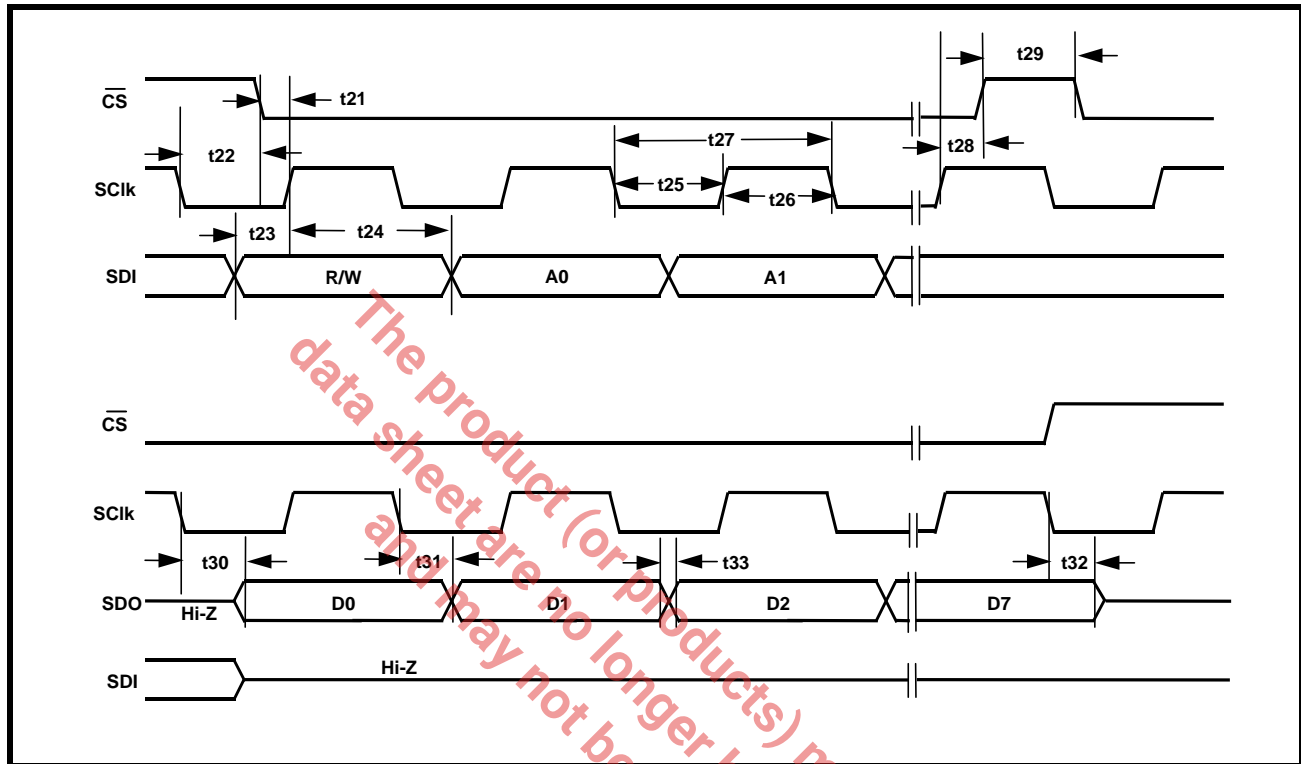 t29
CS
t21
t27
t22
t28
SClk
t25
t26
t23
t24
SDI
R/W
A0
A1
The product (or products) m
data sheet are no longer
and may not be
CS
SClk
t30
t31
t33
t32
SDO
Hi-Z
D0
D1
D2
D7
SDI
Hi-Z